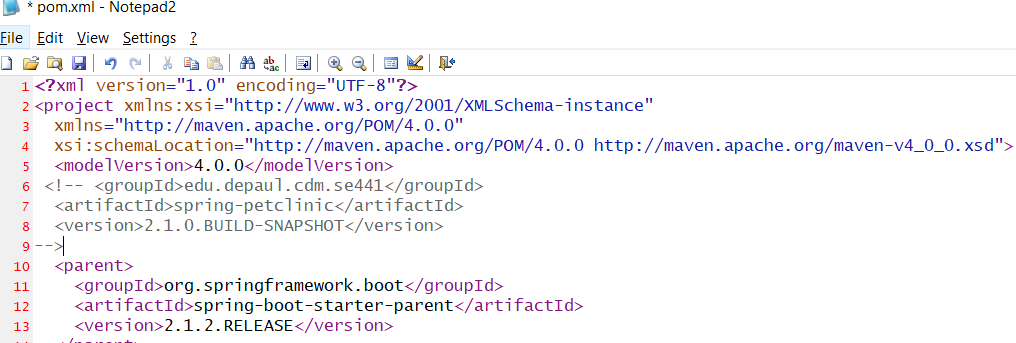 * pom.xml - Notepad2
File Edit View Settings ?
1 <?xml version="1.0" encoding="UTF-8"?>
2 <project xmlns:xsi="http://www.w3.org/2001/XMLSchema-instance"
3   xmlns="http://maven.apache.org/POM/4.0.0"
4   xsi:schemaLocation="http://maven.apache.org/POM/4.0.0 http://maven.apache.org/maven-v4_0_0.xsd">
5   <modelVersion>4.0.0</modelVersion>
6  <!-- <groupId>edu.depaul.cdm.se441</groupId>
7   <artifactId>spring-petclinic</artifactId>
8   <version>2.1.0.BUILD-SNAPSHOT</version>
9 -->
10   <parent>
11     <groupId>org.springframework.boot</groupId>
12     <artifactId>spring-boot-starter-parent</artifactId>
13     <version>2.1.2.RELEASE</version>